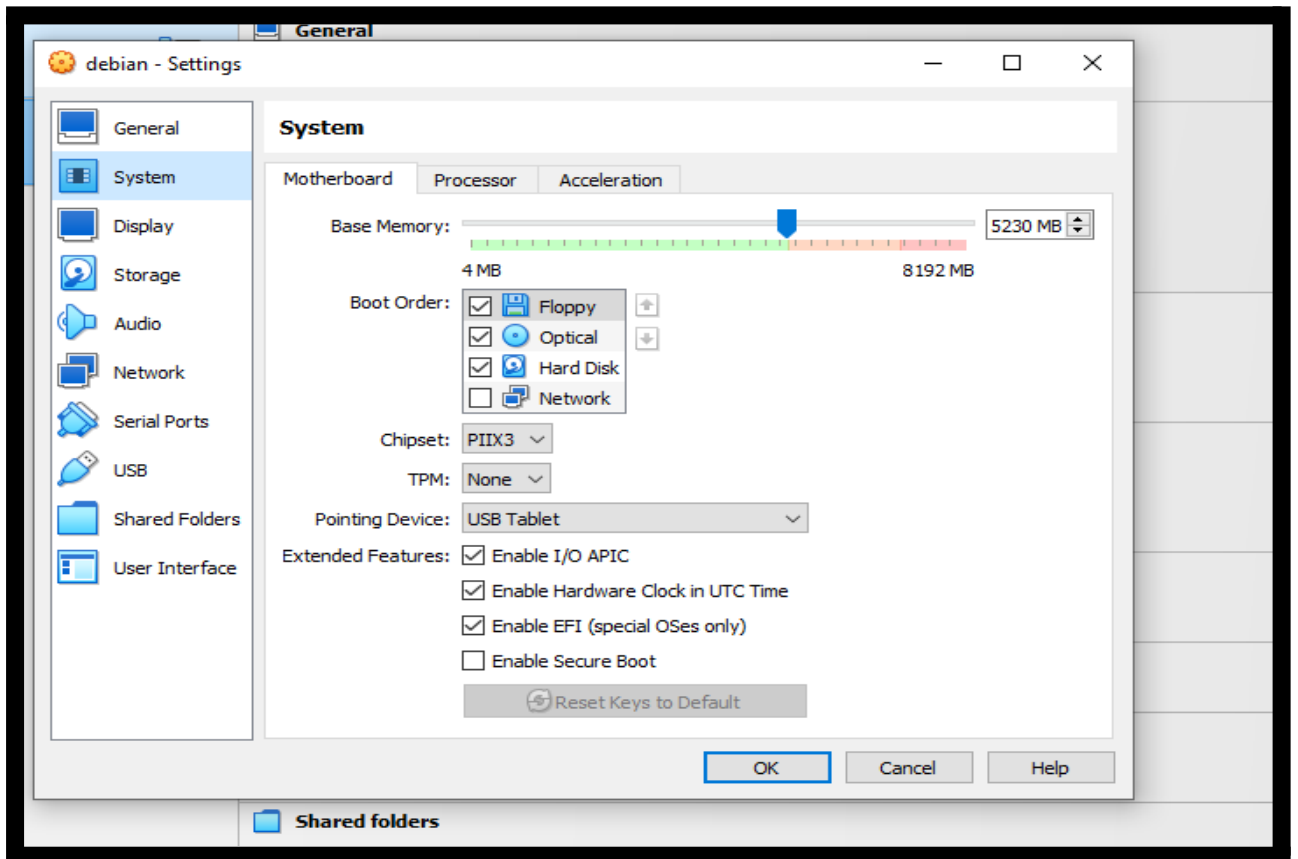 General
debian - Settings
General
System
Display
Storage
Audio
Network
Serial Ports
USB
Shared Folders
User Interface
System
Motherboard Processor Acceleration
Base Memory: 5230 MB
4 MB 8192 MB
Boot Order: Floppy
Optical
Hard Disk
Network
Chipset: PIIX3
TPM: None
Pointing Device: USB Tablet
Extended Features: Enable I/O APIC
Enable Hardware Clock in UTC Time
Enable EFI (special OSes only)
Enable Secure Boot
Reset Keys to Default
OK Cancel Help
Shared folders